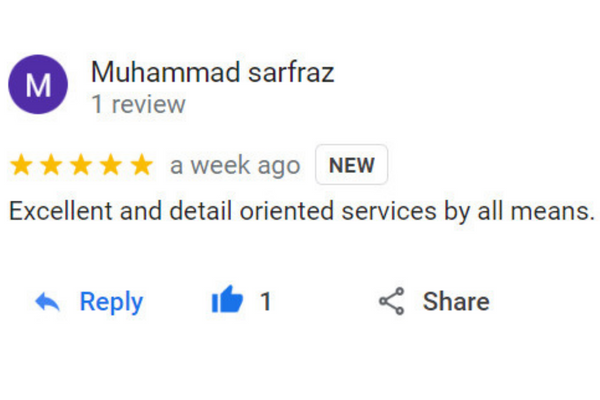 M
Muhammad sarfraz
1 review
a week ago NEW
Excellent and detail oriented services by all means.
Reply 1 Share